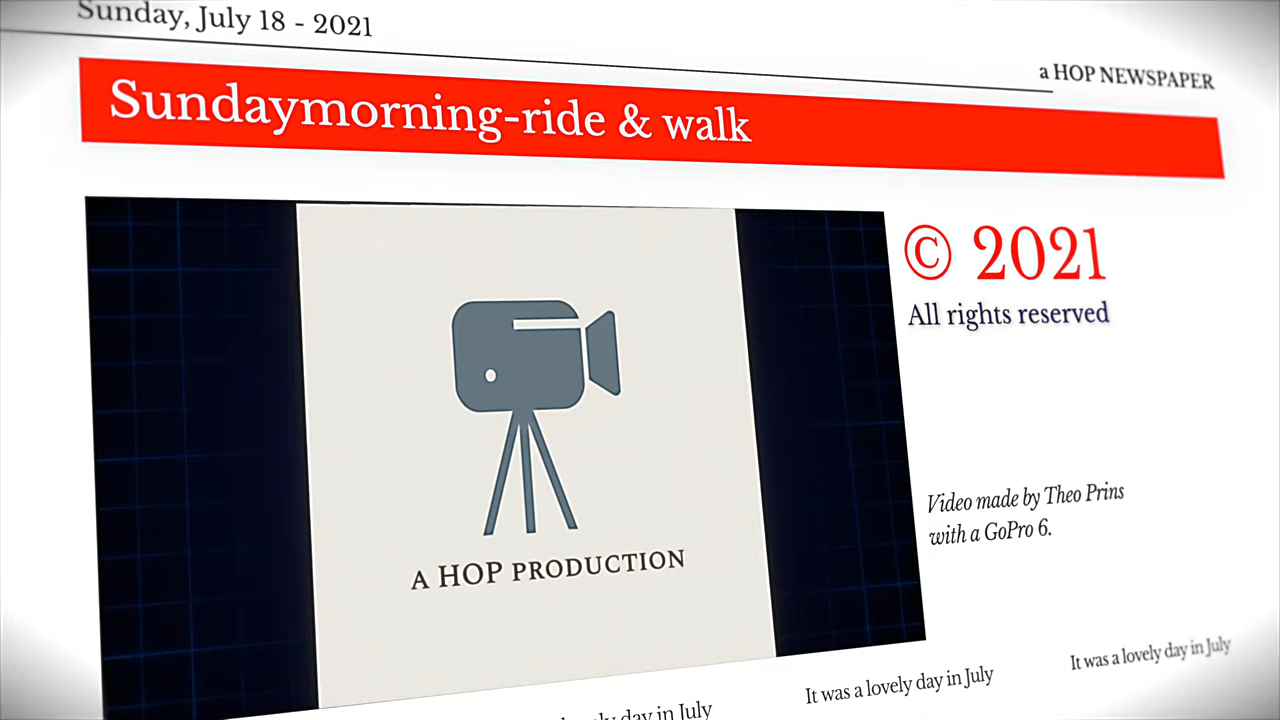 Sunday, July 18 - 2021
a HOP NEWSPAPER
Sundaymorning-ride & walk
© 2021
All rights reserved
A HOP PRODUCTION
Video made by Theo Prins
with a GoPro 6.
It was a lovely day in July
It was a lovely day in July
day in July